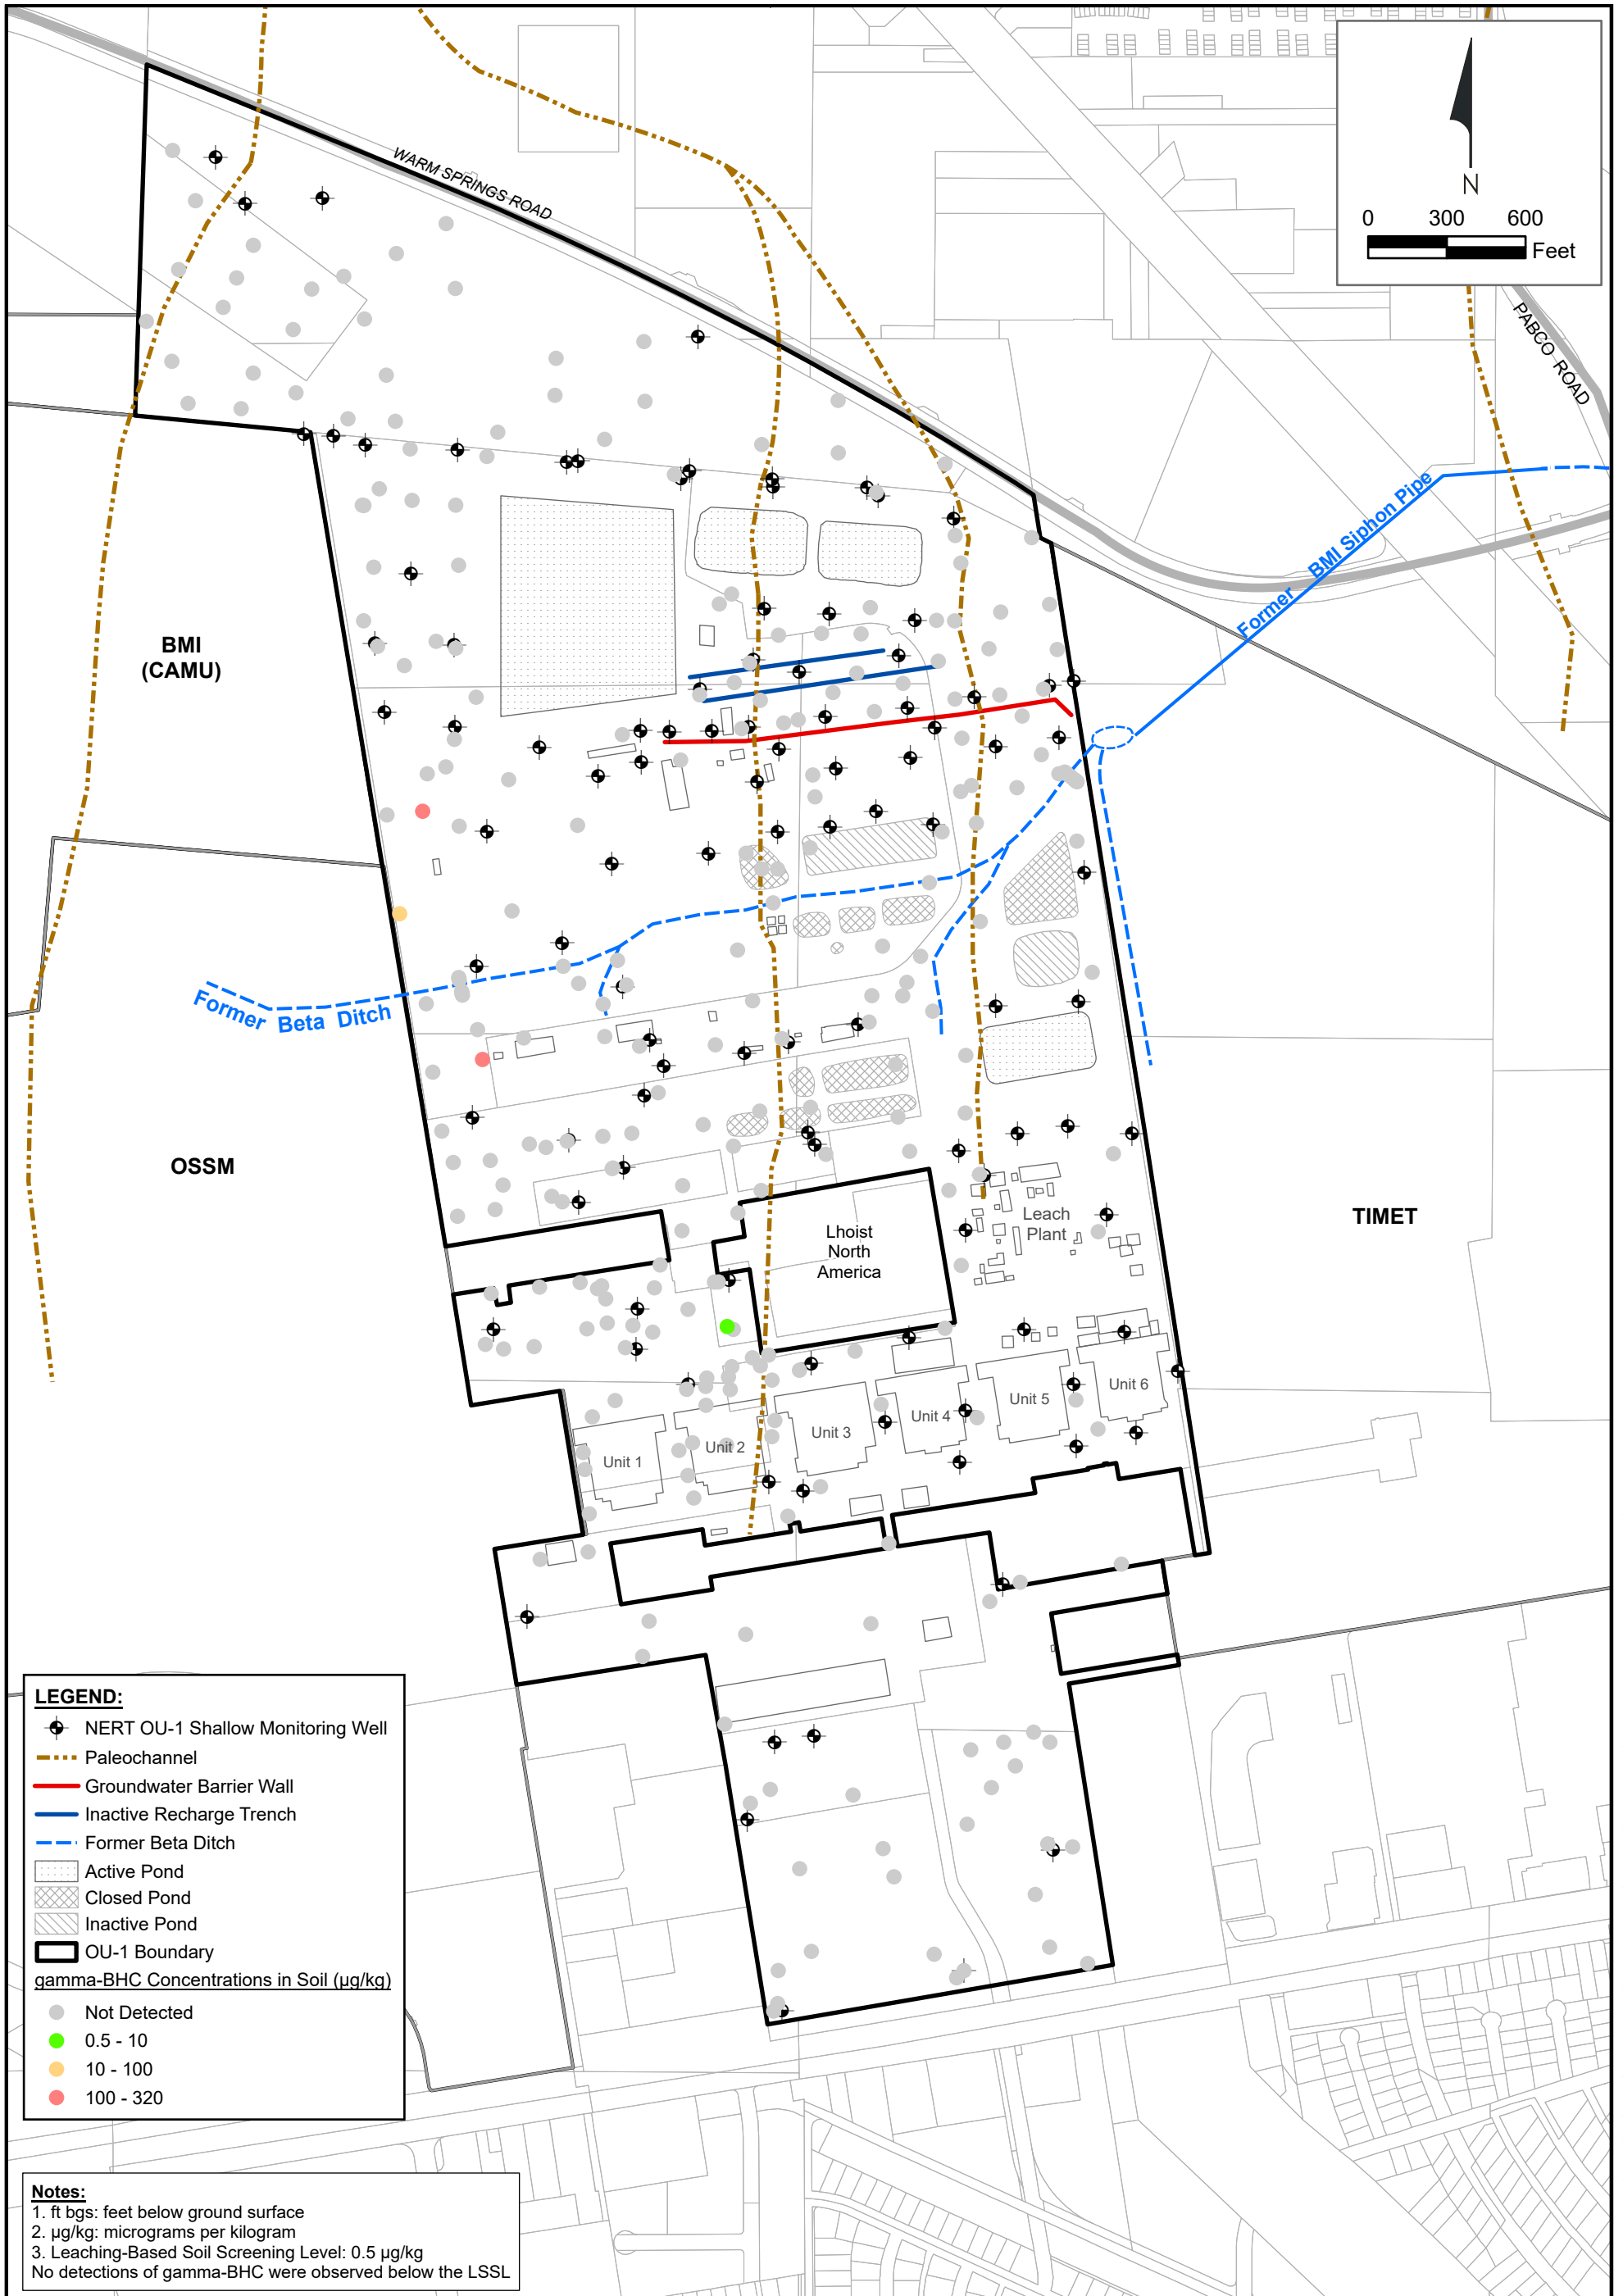 WARM SPRINGS ROAD
N
0 300 600
Feet
PABCO ROAD
Former BMI Siphon Pipe
BMI
(CAMU)
Former Beta Ditch
OSSM
TIMET
Lhoist
North
America
Leach
Plant
Unit 1
Unit 2
Unit 3
Unit 4
Unit 5
Unit 6
LEGEND:
NERT OU-1 Shallow Monitoring Well
Paleochannel
Groundwater Barrier Wall
Inactive Recharge Trench
Former Beta Ditch
Active Pond
Closed Pond
Inactive Pond
OU-1 Boundary
gamma-BHC Concentrations in Soil (µg/kg)
Not Detected
0.5 - 10
10 - 100
100 - 320
Notes:
1. ft bgs: feet below ground surface
2. µg/kg: micrograms per kilogram
3. Leaching-Based Soil Screening Level: 0.5 µg/kg
No detections of gamma-BHC were observed below the LSSL